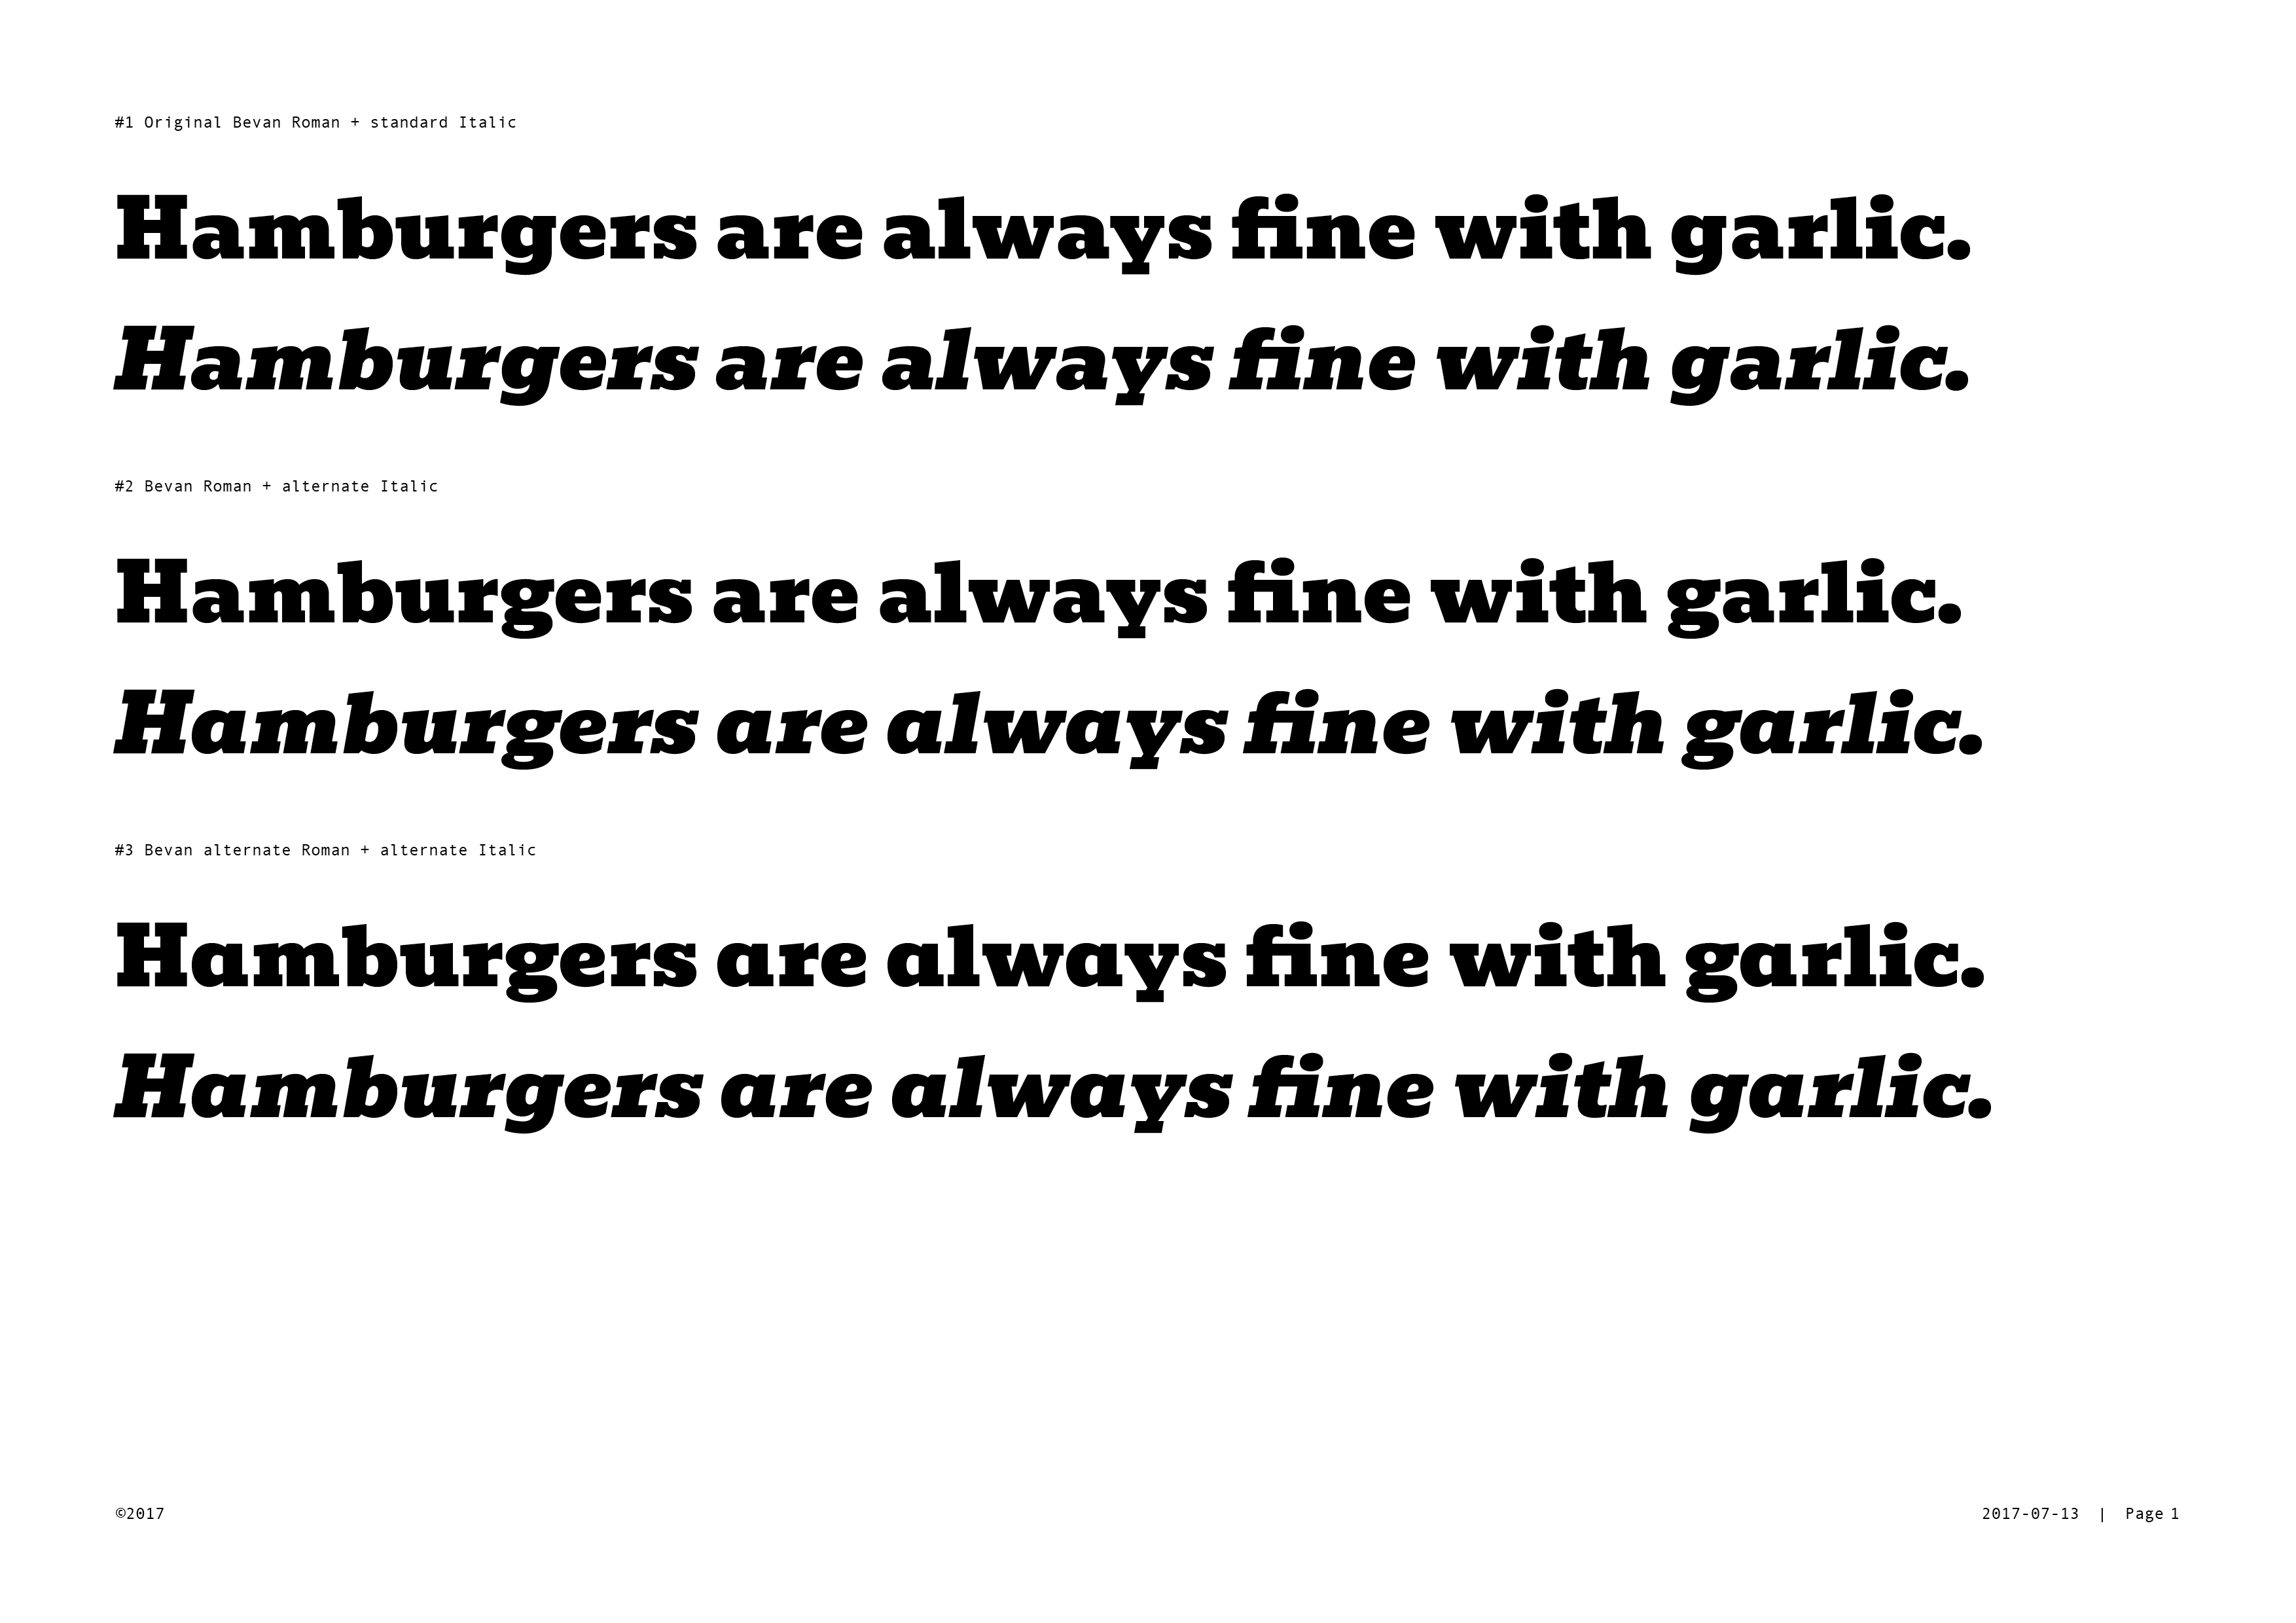 #1 Original Bevan Roman + standard Italic
Hamburgers are always fine with garlic.
Hamburgers are always fine with garlic.
#2 Bevan Roman + alternate Italic
Hamburgers are always fine with garlic.
Hamburgers are always fine with garlic.
#3 Bevan alternate Roman + alternate Italic
Hamburgers are always fine with garlic.
Hamburgers are always fine with garlic.
©2017
2017-07-13 | Page 1